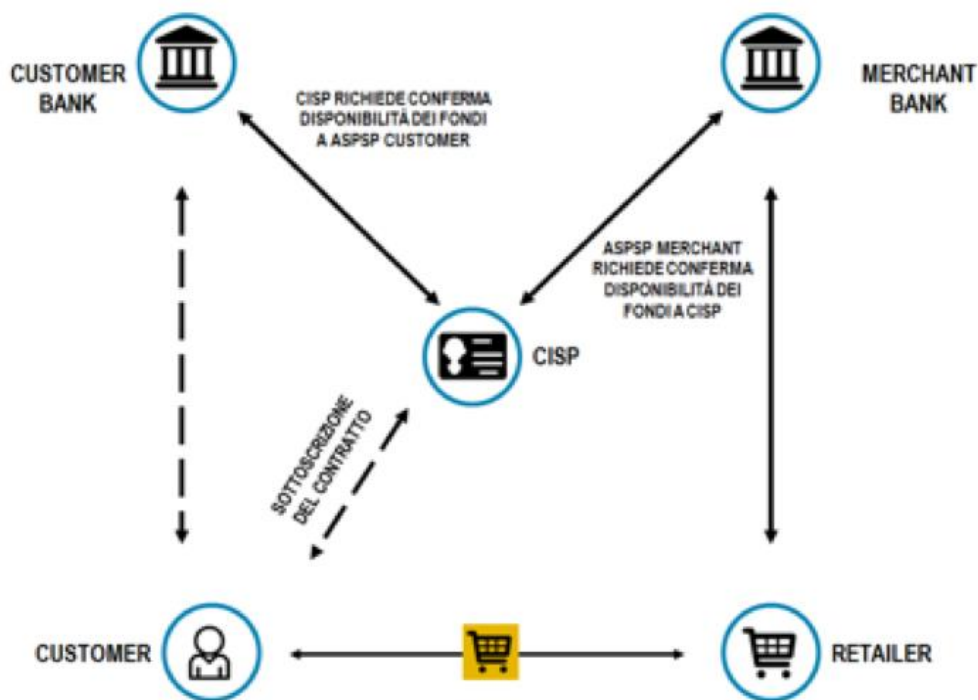 CUSTOMER
BANK
MERCHANT
BANK
CISP RICHIEDE CONFERMA
DISPONIBILITÀ DEI FONDI
A ASPSP CUSTOMER
ASPSP MERCHANT
RICHIEDE CONFERMA
DISPONIBILITÀ DEI
FONDI A CISP
CISP
SOTTOSCRIZIONE
DEL CONTRATTO
CUSTOMER
RETAILER